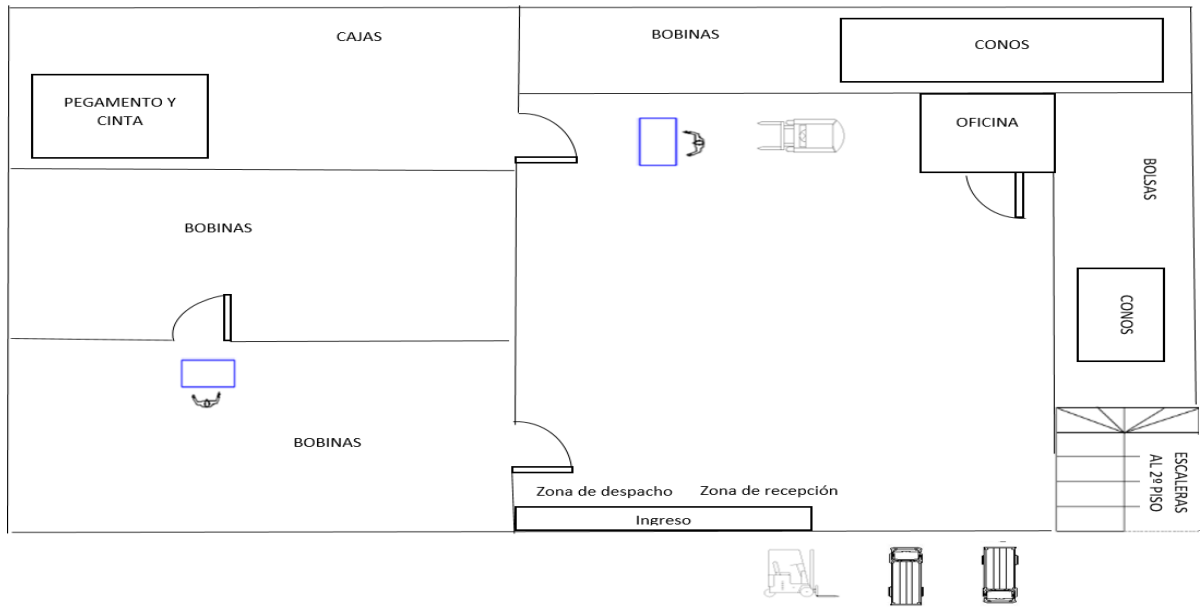 CAJAS
BOBINAS
CONOS
PEGAMENTO Y
CINTA
OFICINA
BOLSAS
BOBINAS
CONOS
BOBINAS
ESCALERAS
AL 2º PISO
Zona de despacho
Zona de recepción
Ingreso